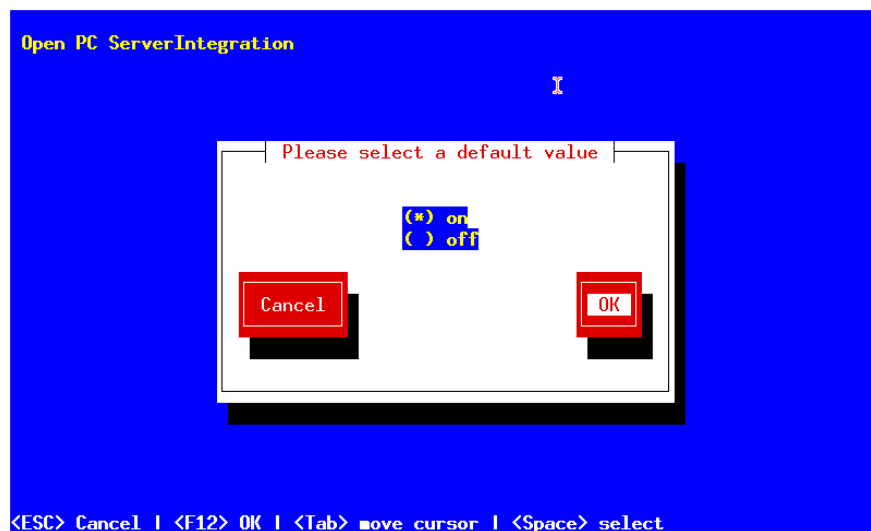 Open PC ServerIntegration
Please select a default value
(*) on
( ) off
Cancel
OK
<ESC> Cancel | <F12> OK | <Tab> move cursor | <Space> select